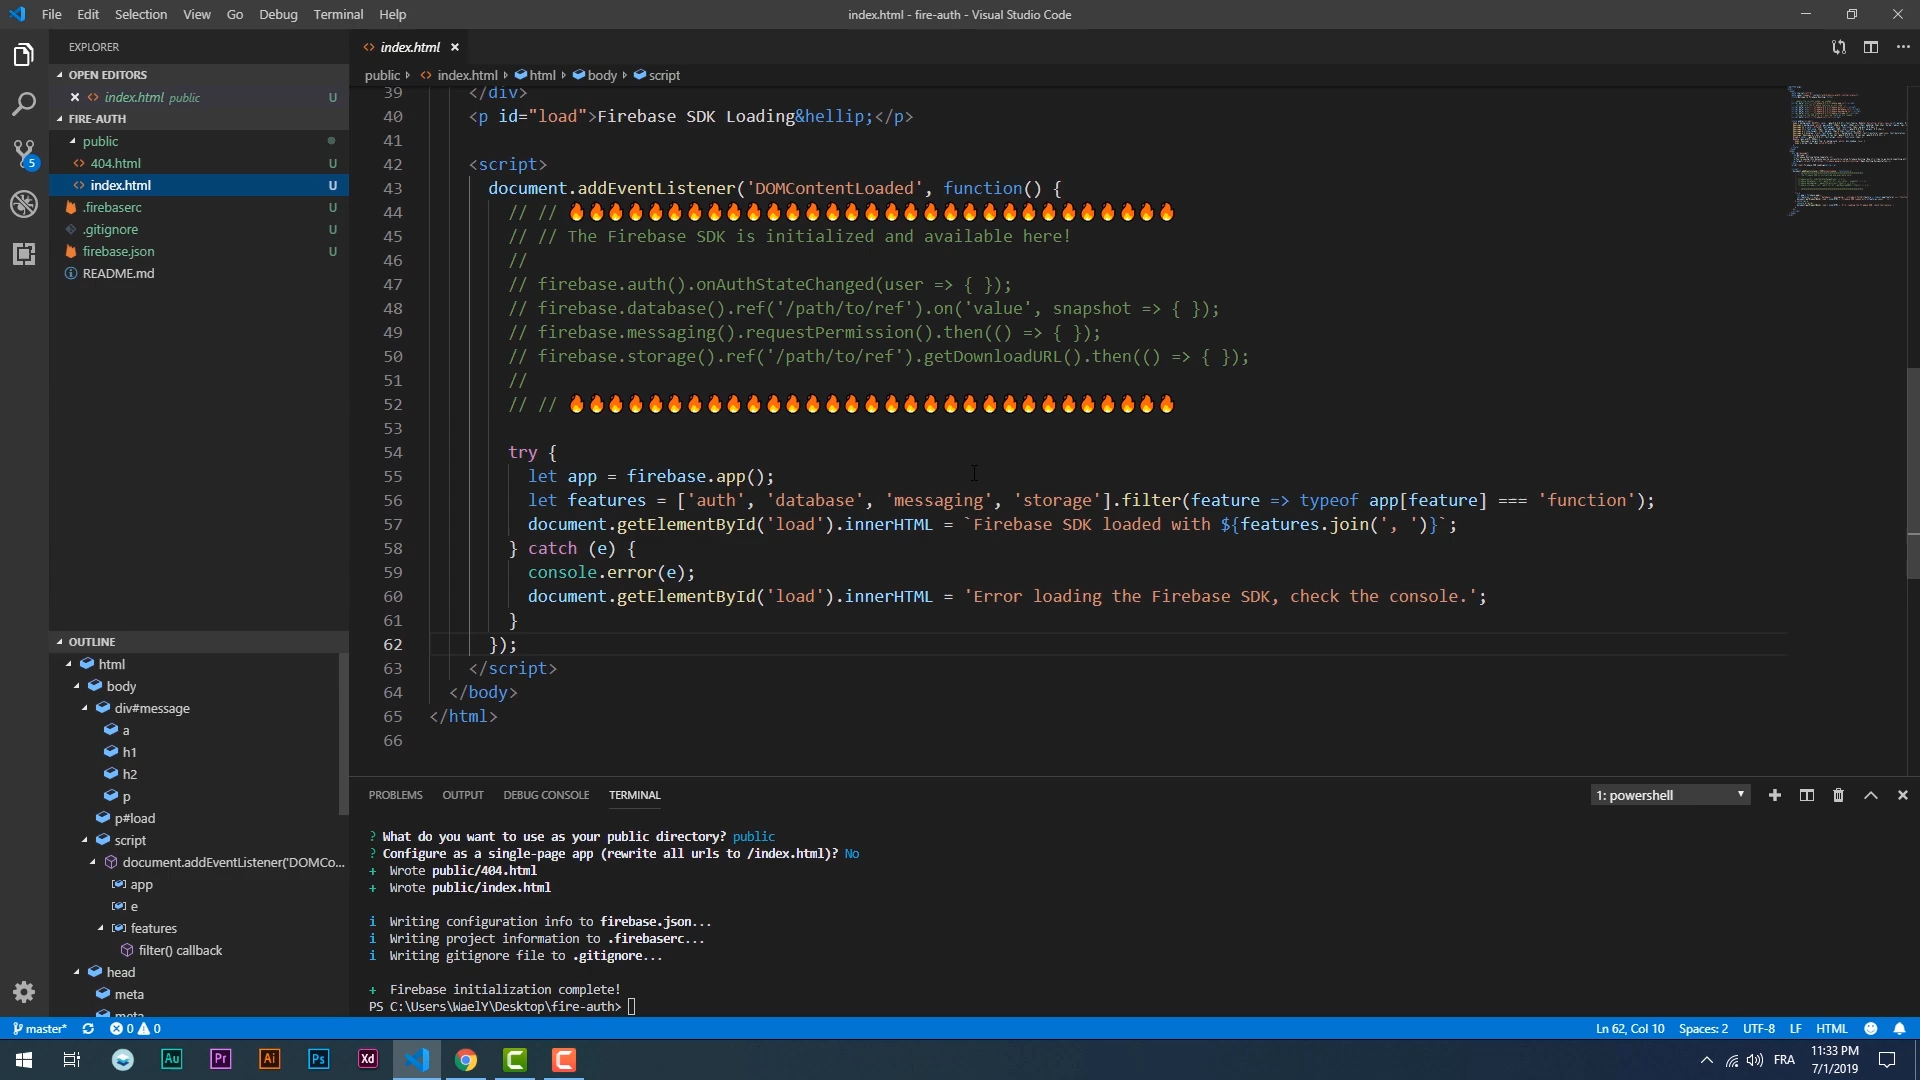 File Edit Selection View Go Debug Terminal Help
index.html - fire-auth - Visual Studio Code
EXPLORER
OPEN EDITORS
index.html public U
FIRE-AUTH
public
404.html U
index.html U
.firebaserc U
.gitignore U
firebase.json U
README.md
OUTLINE
html
body
div#message
a
h1
h2
p
p#load
script
document.addEventListener('DOMCo...
app
e
features
filter() callback
head
meta
meta
5
index.html
public index.html html body script
39 </div>
40 <p id="load">Firebase SDK Loading&hellip;</p>
41
42 <script>
43 document.addEventListener('DOMContentLoaded', function() {
44 // // 🔥🔥🔥🔥🔥🔥🔥🔥🔥🔥🔥🔥🔥🔥🔥🔥🔥🔥🔥🔥🔥🔥🔥🔥🔥🔥🔥🔥🔥🔥🔥
45 // // The Firebase SDK is initialized and available here!
46 //
47 // firebase.auth().onAuthStateChanged(user => { });
48 // firebase.database().ref('/path/to/ref').on('value', snapshot => { });
49 // firebase.messaging().requestPermission().then(() => { });
50 // firebase.storage().ref('/path/to/ref').getDownloadURL().then(() => { });
51 //
52 // // 🔥🔥🔥🔥🔥🔥🔥🔥🔥🔥🔥🔥🔥🔥🔥🔥🔥🔥🔥🔥🔥🔥🔥🔥🔥🔥🔥🔥🔥🔥🔥
53
54 try {
55 let app = firebase.app();
56 let features = ['auth', 'database', 'messaging', 'storage'].filter(feature => typeof app[feature] === 'function');
57 document.getElementById('load').innerHTML = `Firebase SDK loaded with ${features.join(', ')}`;
58 } catch (e) {
59 console.error(e);
60 document.getElementById('load').innerHTML = 'Error loading the Firebase SDK, check the console.';
61 }
62 });
63 </script>
64 </body>
65 </html>
66
PROBLEMS OUTPUT DEBUG CONSOLE TERMINAL
1: powershell
? What do you want to use as your public directory? public
? Configure as a single-page app (rewrite all urls to /index.html)? No
+ Wrote public/404.html
+ Wrote public/index.html
i Writing configuration info to firebase.json...
i Writing project information to .firebaserc...
i Writing gitignore file to .gitignore...
+ Firebase initialization complete!
PS C:\Users\WaelY\Desktop\fire-auth>
master* 0 0
Ln 62, Col 10 Spaces: 2 UTF-8 LF HTML
Au Pr Ai Ps Xd
FRA
11:33 PM
7/1/2019